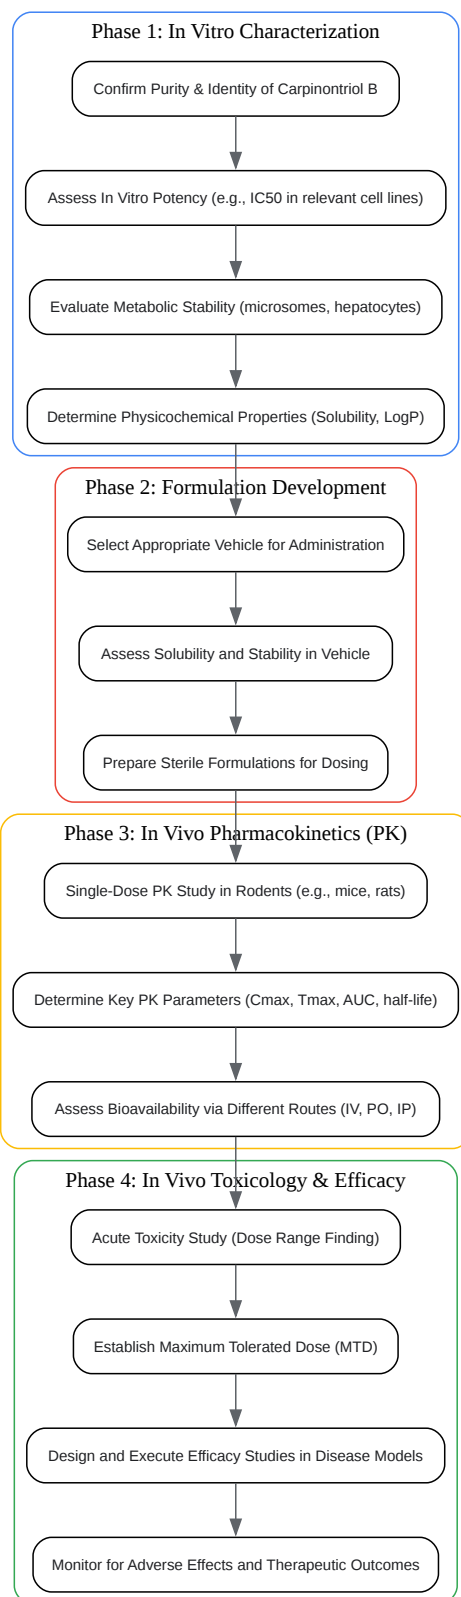 Phase 1: In Vitro Characterization
Confirm Purity & Identity of Carpinontriol B
Assess In Vitro Potency (e.g., IC50 in relevant cell lines)
Evaluate Metabolic Stability (microsomes, hepatocytes)
Determine Physicochemical Properties (Solubility, LogP)
Phase 2: Formulation Development
Select Appropriate Vehicle for Administration
Assess Solubility and Stability in Vehicle
Prepare Sterile Formulations for Dosing
Phase 3: In Vivo Pharmacokinetics (PK)
Single-Dose PK Study in Rodents (e.g., mice, rats)
Determine Key PK Parameters (Cmax, Tmax, AUC, half-life)
Assess Bioavailability via Different Routes (IV, PO, IP)
Phase 4: In Vivo Toxicology & Efficacy
Acute Toxicity Study (Dose Range Finding)
Establish Maximum Tolerated Dose (MTD)
Design and Execute Efficacy Studies in Disease Models
Monitor for Adverse Effects and Therapeutic Outcomes